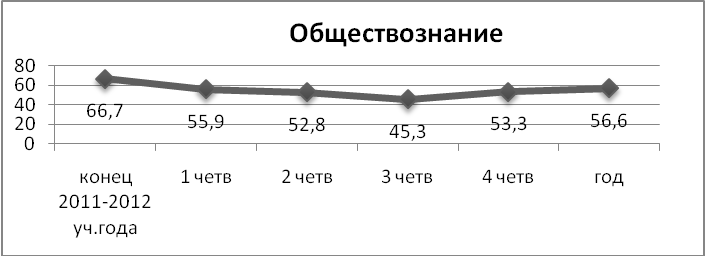 Обществознание
80
60
40
20
0
66,7
55,9
52,8
45,3
53,3
56,6
конец 2011-2012 уч.года
1 четв
2 четв
3 четв
4 четв
год